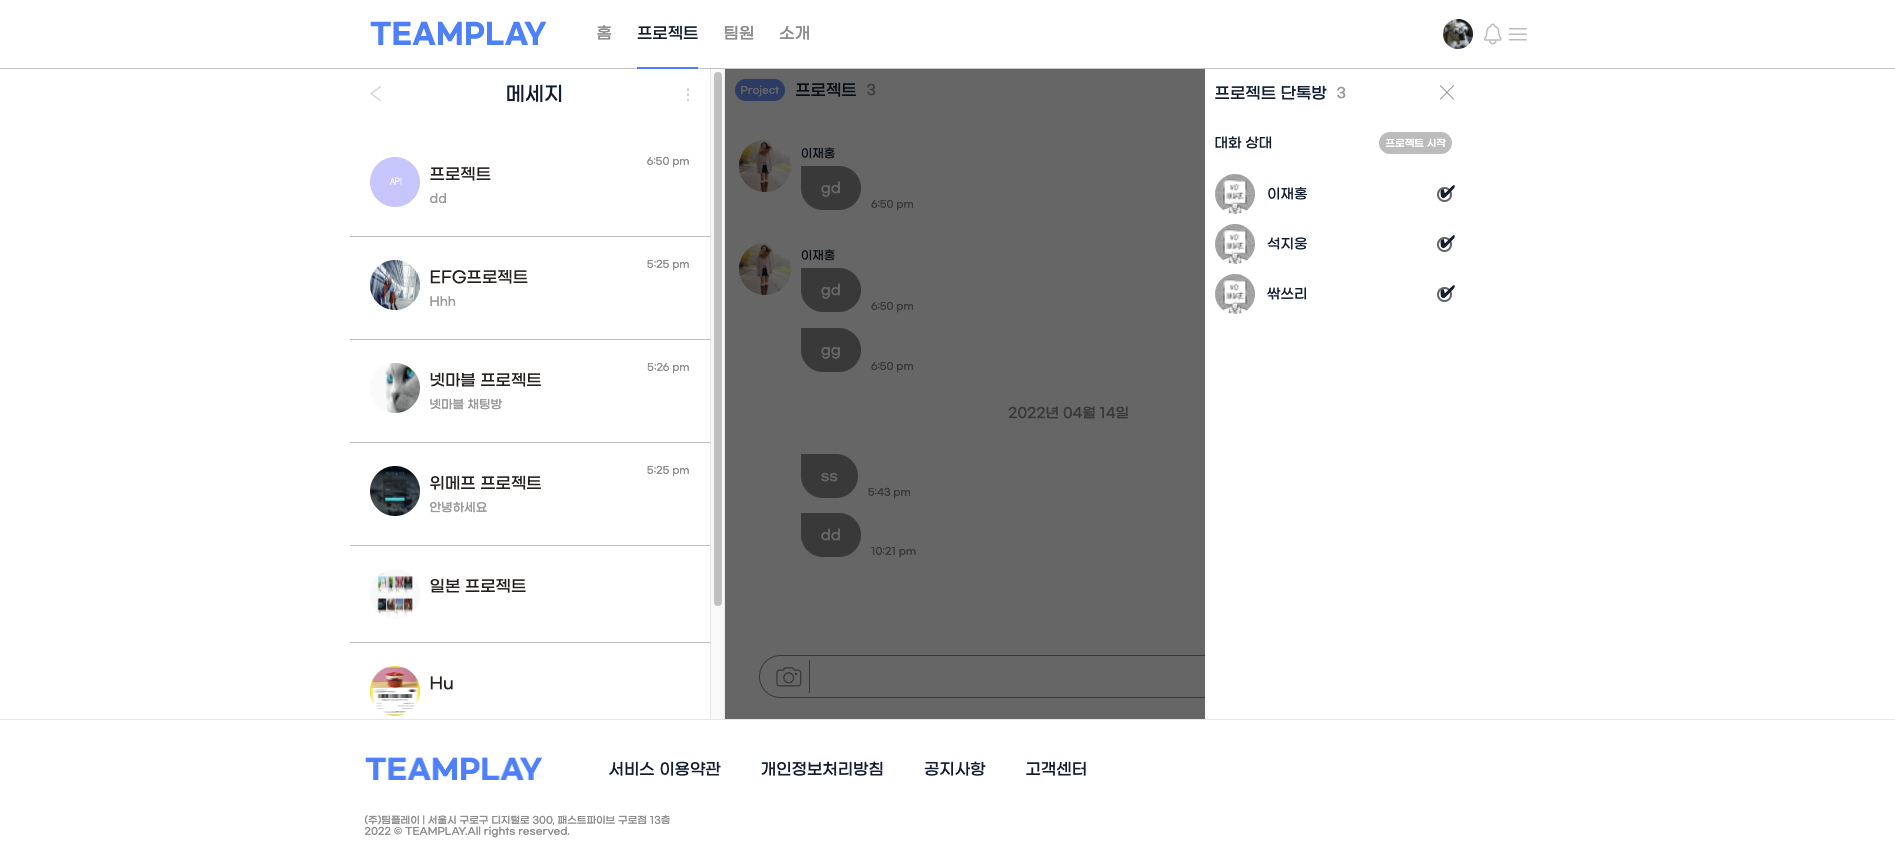 TEAMPLAY 홈 프로젝트 팀원 소개
메세지
API
프로젝트
6:50 pm
dd
EFG프로젝트
5:25 pm
Hhh
넷마블 프로젝트
5:26 pm
넷마블 채팅방
위메프 프로젝트
5:25 pm
안녕하세요
일본 프로젝트
Hu
Project 프로젝트 3
이재홍
gd
6:50 pm
이재홍
gd
6:50 pm
gg
6:50 pm
2022년 04월 14일
ss
5:43 pm
dd
10:21 pm
프로젝트 단톡방 3
대화 상대
프로젝트 시작
NO
IMAGE
이재홍
NO
IMAGE
석지웅
NO
IMAGE
싺쓰리
TEAMPLAY 서비스 이용약관 개인정보처리방침 공지사항 고객센터
(주)팀플레이 | 서울시 구로구 디지털로 300, 패스트파이브 구로점 13층
2022 © TEAMPLAY.All rights reserved.